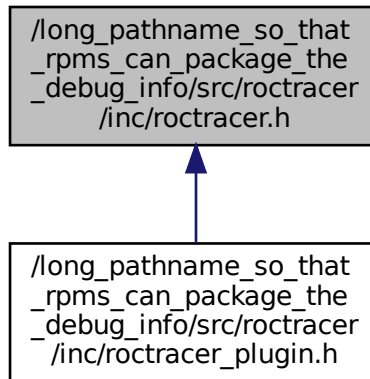 /long_pathname_so_that
_rpms_can_package_the
_debug_info/src/roctracer
/inc/roctracer.h
/long_pathname_so_that
_rpms_can_package_the
_debug_info/src/roctracer
/inc/roctracer_plugin.h